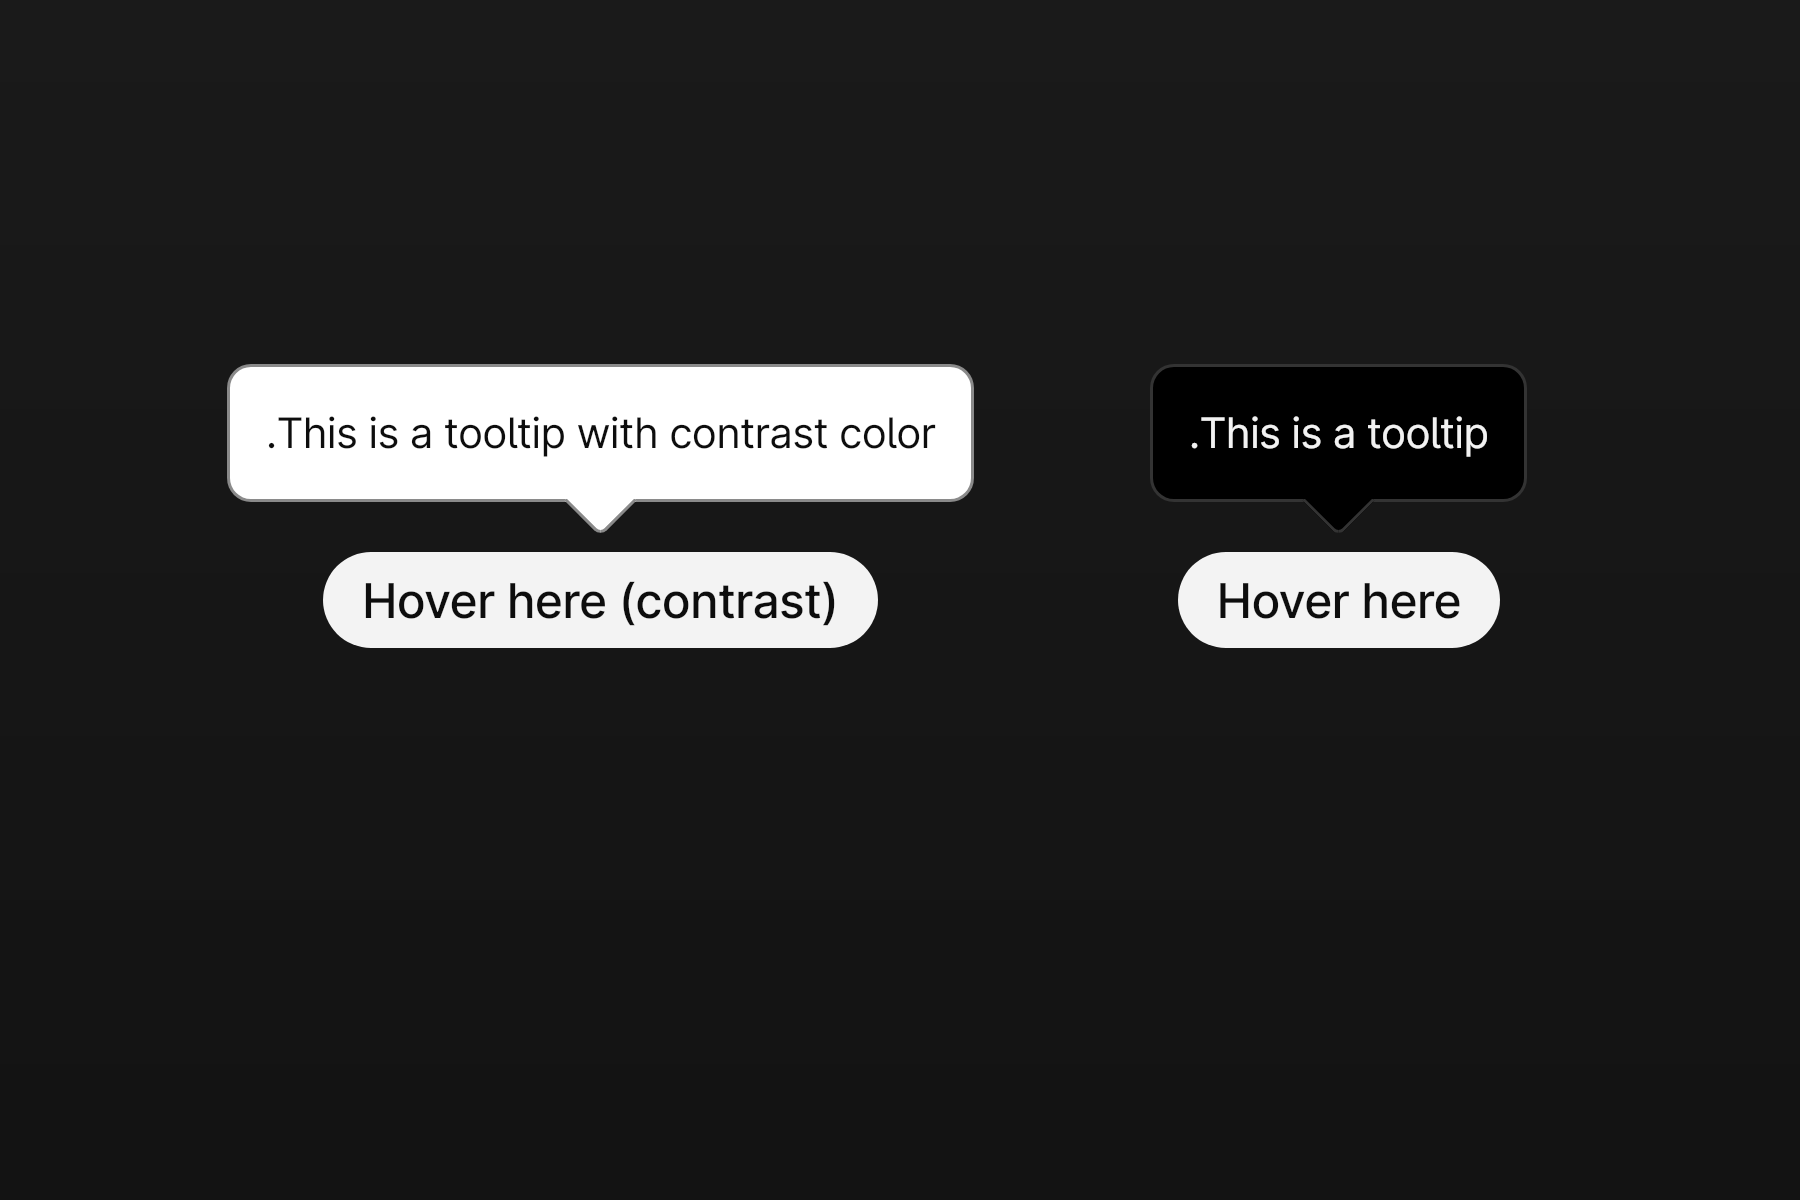 .This is a tooltip with contrast color
.This is a tooltip
Hover here (contrast)
Hover here